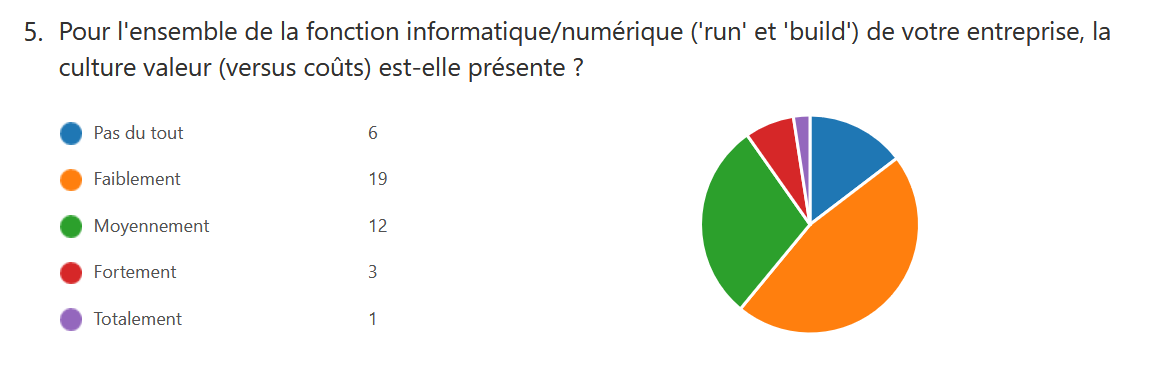 5. Pour l'ensemble de la fonction informatique/numérique ('run' et 'build') de votre entreprise, la
culture valeur (versus coûts) est-elle présente ?
Pas du tout 6
Faiblement 19
Moyennement 12
Fortement 3
Totalement 1